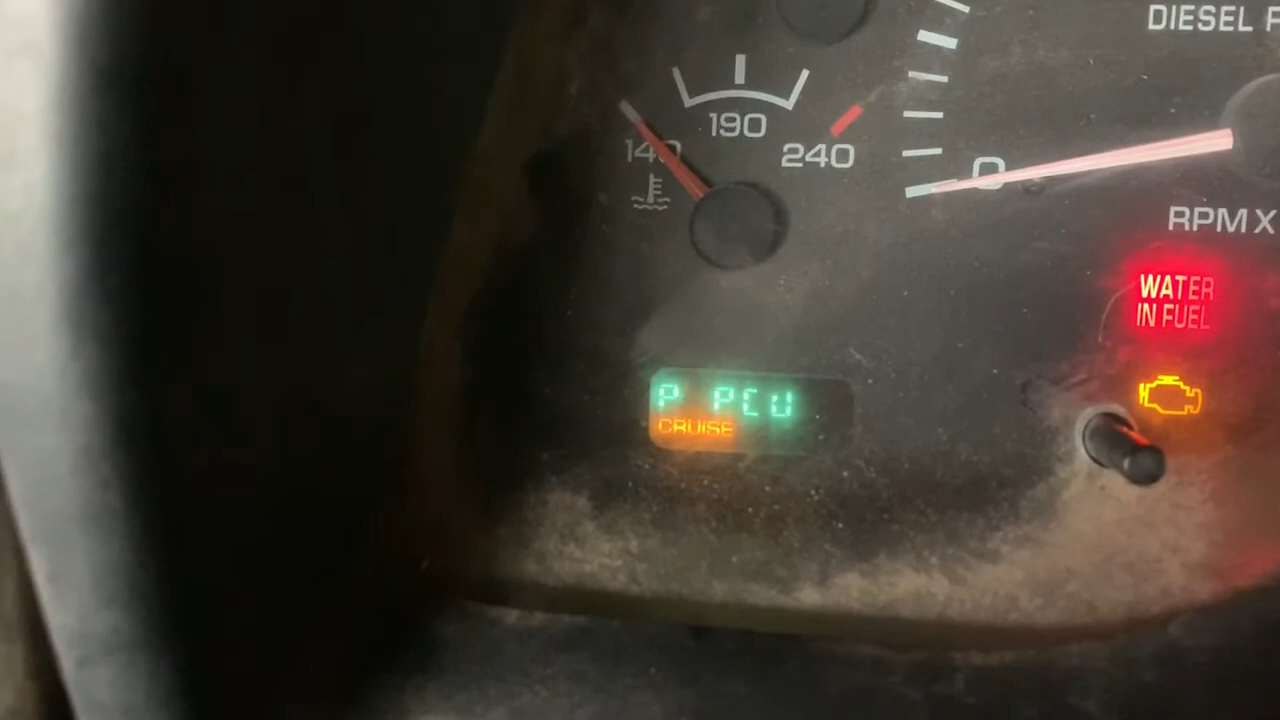 DIESEL F
190
140
240
0
RPM X
WATER
IN FUEL
P PCU
CRUISE